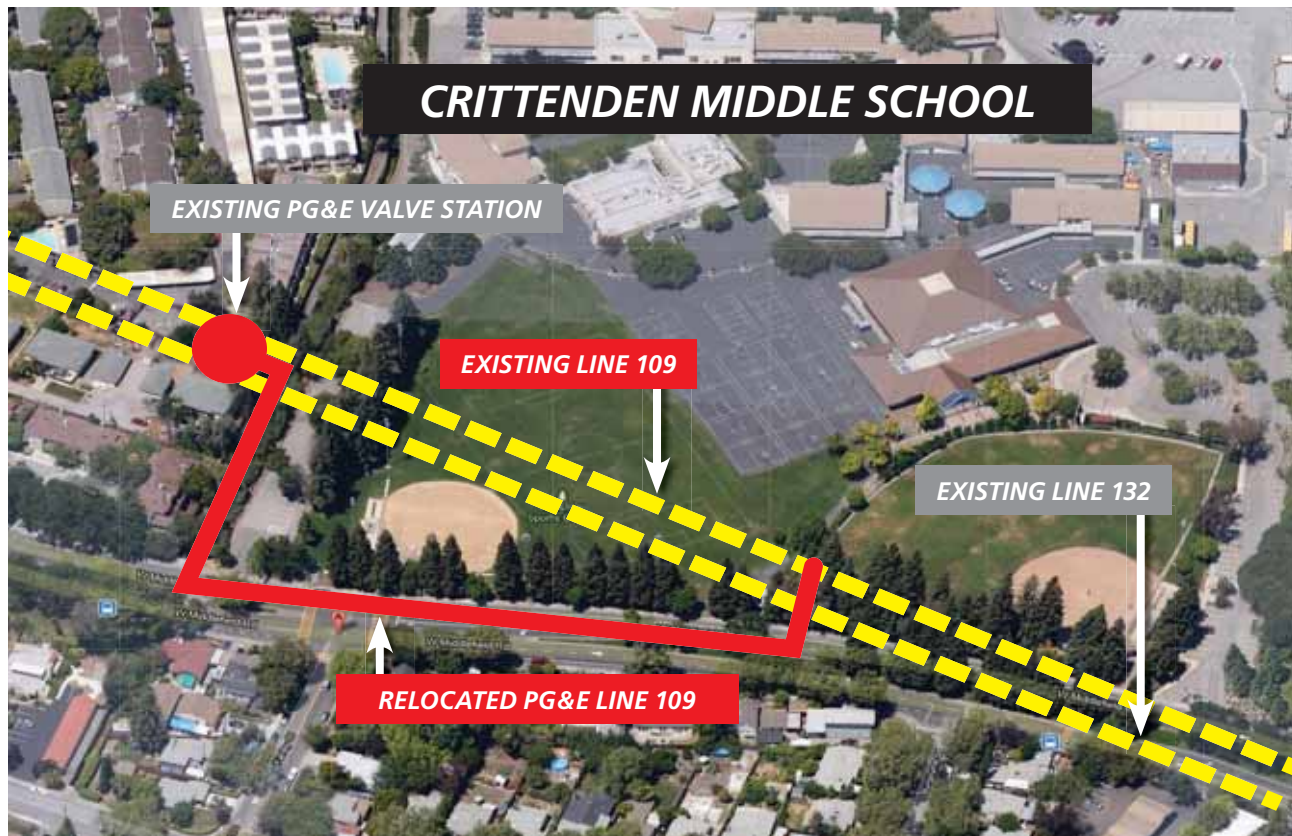 CRITTENDEN MIDDLE SCHOOL
EXISTING PG&E VALVE STATION
EXISTING LINE 109
EXISTING LINE 132
RELOCATED PG&E LINE 109